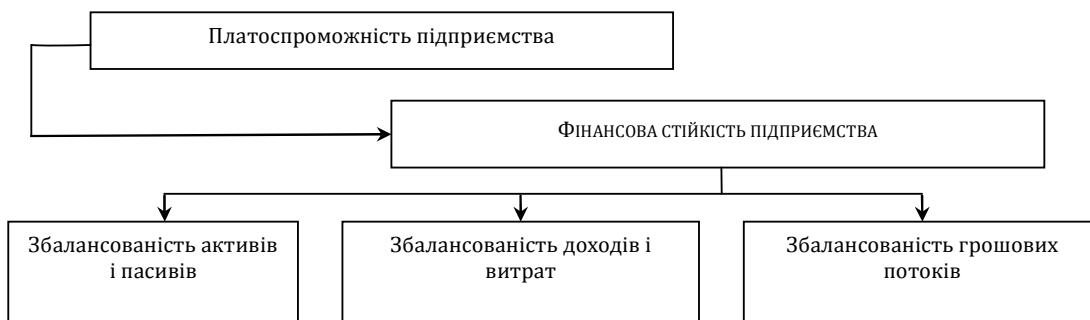 Платоспроможність підприємства
ФІНАНСОВА СТІЙКІСТЬ ПІДПРИЄМСТВА
Збалансованість активів
і пасивів
Збалансованість доходів і
витрат
Збалансованість грошових
потоків